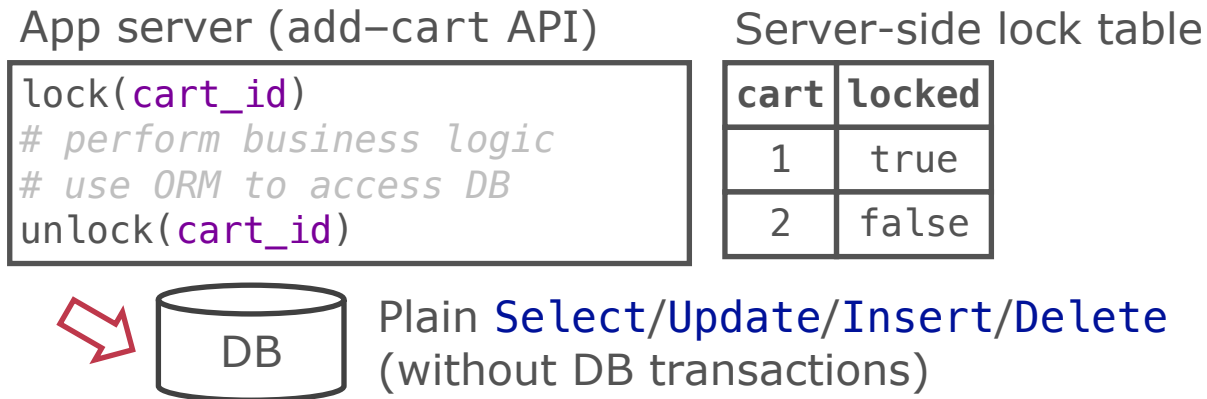 App server (add-cart API)
lock(cart_id)
# perform business logic
# use ORM to access DB
unlock(cart_id)
Server-side lock table
cart locked
1 true
2 false
DB
Plain Select/Update/Insert/Delete
(without DB transactions)